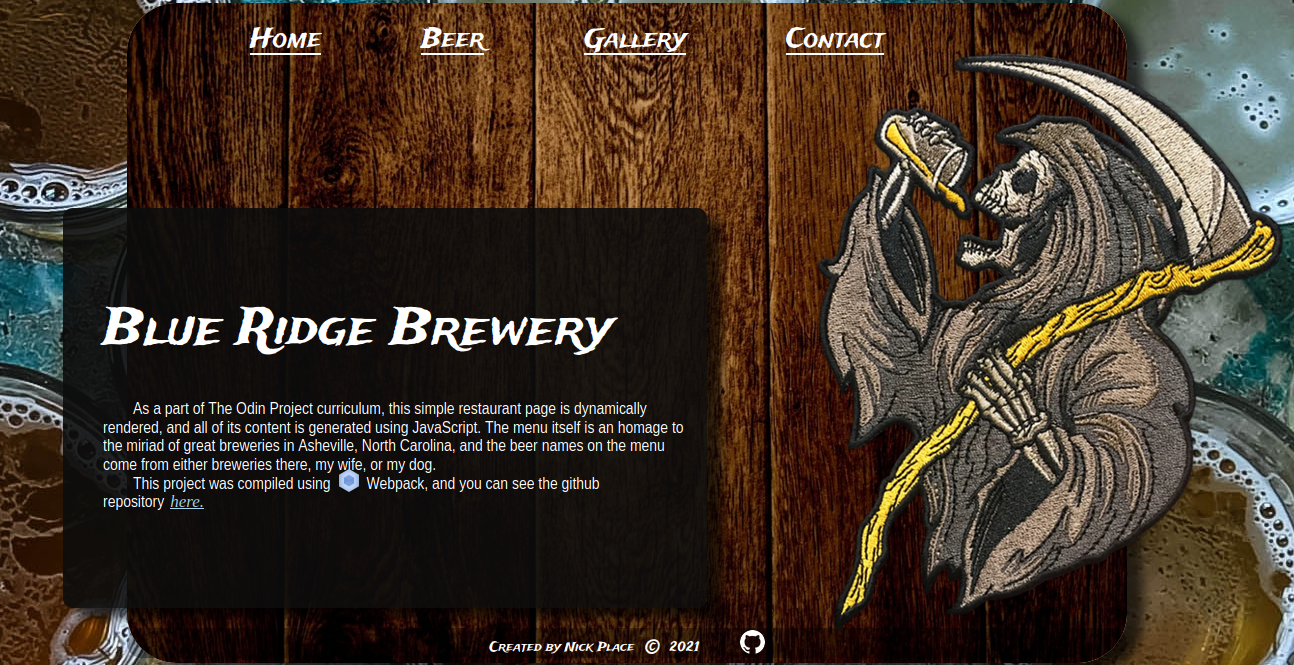 Home Beer Gallery Contact
Blue Ridge Brewery
As a part of The Odin Project curriculum, this simple restaurant page is dynamically
rendered, and all of its content is generated using JavaScript. The menu itself is an homage to
the miriad of great breweries in Asheville, North Carolina, and the beer names on the menu
come from either breweries there, my wife, or my dog.
This project was compiled using Webpack, and you can see the github
repository here.
Created by Nick Place © 2021